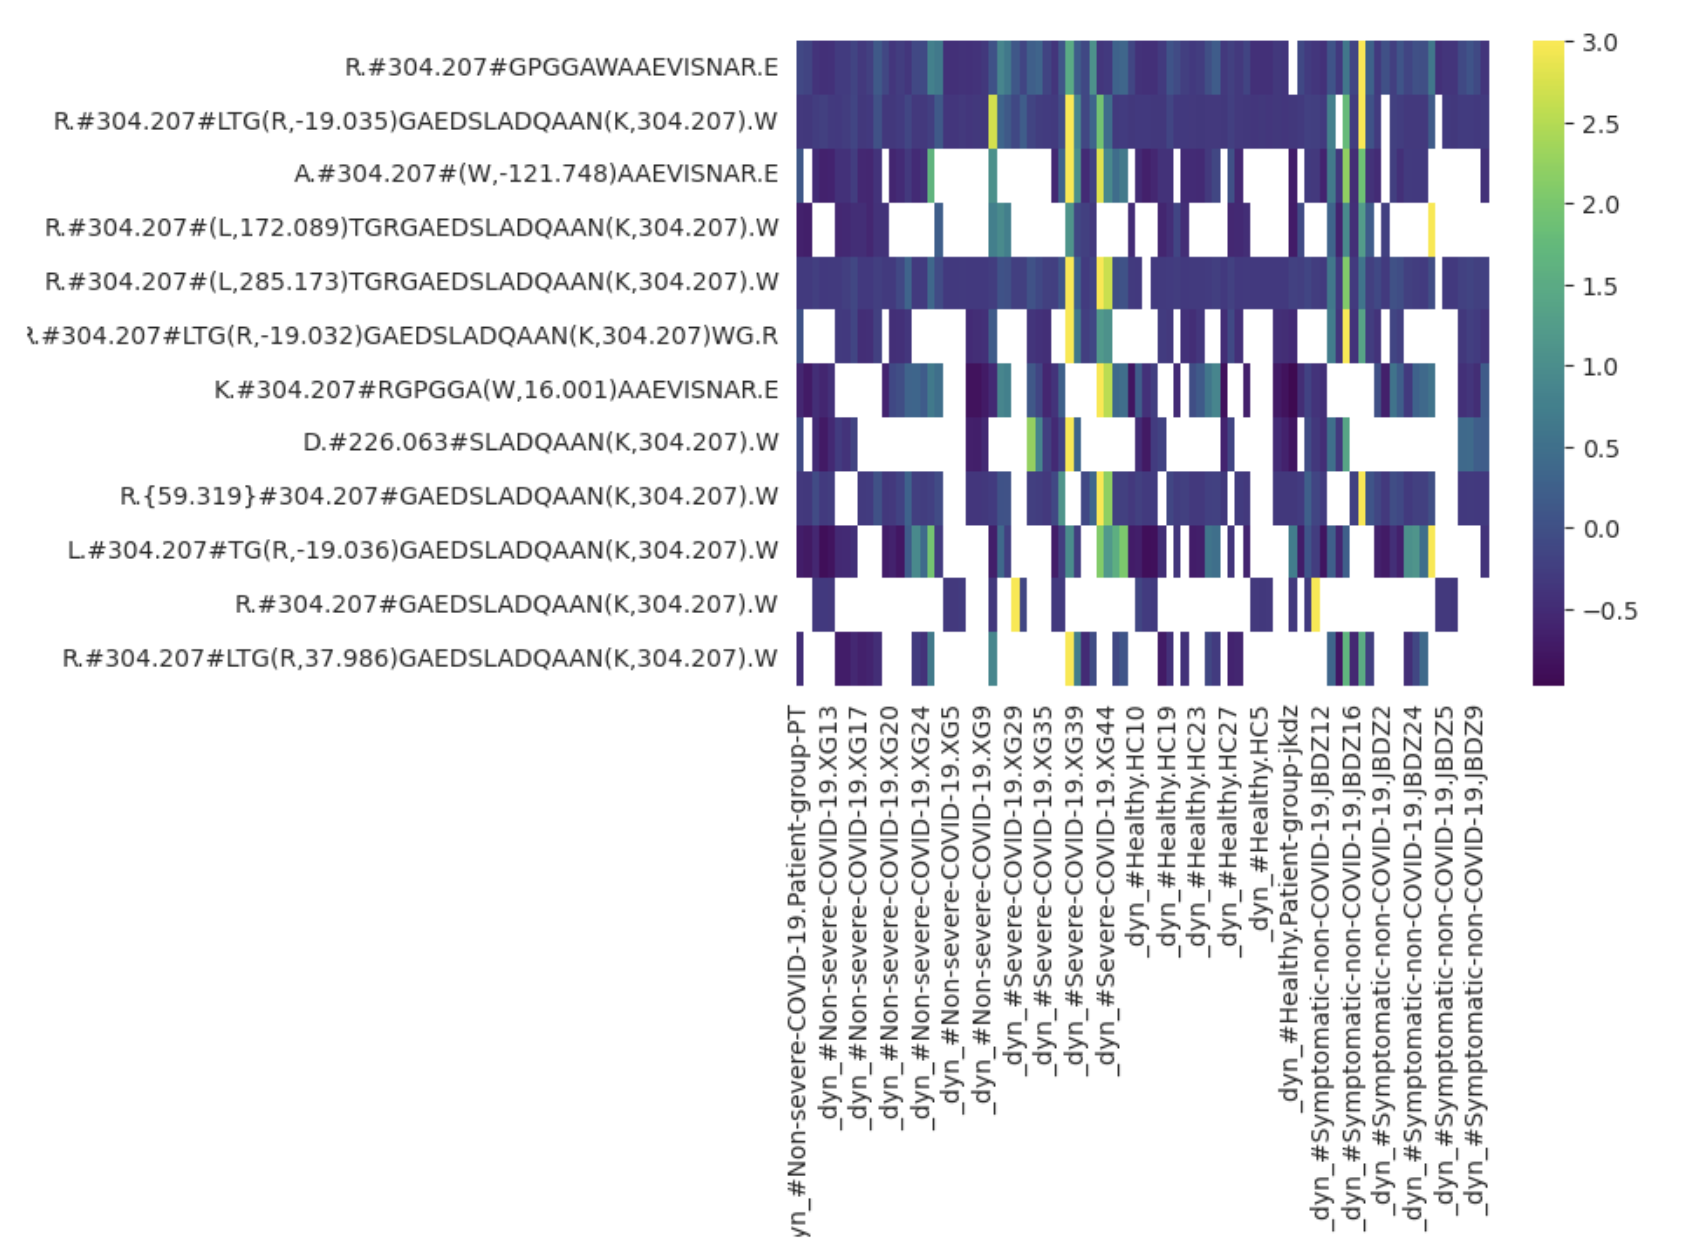 R.#304.207#GPGGAWAAEVISNAR.E
R.#304.207#LTG(R,-19.035)GAEDSLADQAAN(K,304.207).W
A.#304.207#(W,-121.748)AAEVISNAR.E
R.#304.207#(L,172.089)TGRGAEDSLADQAAN(K,304.207).W
R.#304.207#(L,285.173)TGRGAEDSLADQAAN(K,304.207).W
.#304.207#LTG(R,-19.032)GAEDSLADQAAN(K,304.207)WG.R
K.#304.207#RGPGGA(W,16.001)AAEVISNAR.E
D.#226.063#SLADQAAN(K,304.207).W
R.{59.319}#304.207#GAEDSLADQAAN(K,304.207).W
L.#304.207#TG(R,-19.036)GAEDSLADQAAN(K,304.207).W
R.#304.207#GAEDSLADQAAN(K,304.207).W
R.#304.207#LTG(R,37.986)GAEDSLADQAAN(K,304.207).W
3.0
2.5
2.0
1.5
1.0
0.5
0.0
−0.5
yn_#Non-severe-COVID-19.Patient-group-PT
_dyn_#Non-severe-COVID-19.XG13
_dyn_#Non-severe-COVID-19.XG17
_dyn_#Non-severe-COVID-19.XG20
_dyn_#Non-severe-COVID-19.XG24
_dyn_#Non-severe-COVID-19.XG5
_dyn_#Non-severe-COVID-19.XG9
_dyn_#Severe-COVID-19.XG29
_dyn_#Severe-COVID-19.XG35
_dyn_#Severe-COVID-19.XG39
_dyn_#Severe-COVID-19.XG44
_dyn_#Healthy.HC10
_dyn_#Healthy.HC19
_dyn_#Healthy.HC23
_dyn_#Healthy.HC27
_dyn_#Healthy.HC5
_dyn_#Healthy.Patient-group-jkdz
_dyn_#Symptomatic-non-COVID-19.JBDZ12
_dyn_#Symptomatic-non-COVID-19.JBDZ16
_dyn_#Symptomatic-non-COVID-19.JBDZ2
_dyn_#Symptomatic-non-COVID-19.JBDZ24
_dyn_#Symptomatic-non-COVID-19.JBDZ5
_dyn_#Symptomatic-non-COVID-19.JBDZ9